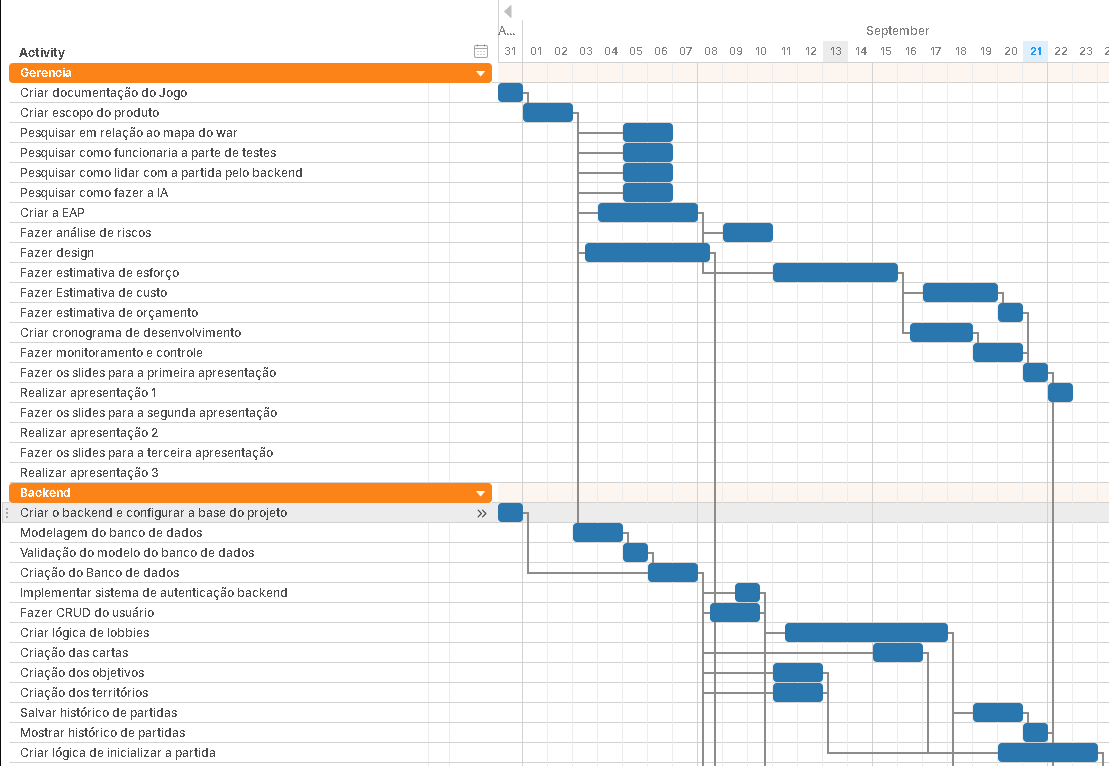 A...
September
Activity
31 01 02 03 04 05 06 07 08 09 10 11 12 13 14 15 16 17 18 19 20 21 22 23 2
Gerencia
Criar documentação do Jogo
Criar escopo do produto
Pesquisar em relação ao mapa do war
Pesquisar como funcionaria a parte de testes
Pesquisar como lidar com a partida pelo backend
Pesquisar como fazer a IA
Criar a EAP
Fazer análise de riscos
Fazer design
Fazer estimativa de esforço
Fazer Estimativa de custo
Fazer estimativa de orçamento
Criar cronograma de desenvolvimento
Fazer monitoramento e controle
Fazer os slides para a primeira apresentação
Realizar apresentação 1
Fazer os slides para a segunda apresentação
Realizar apresentação 2
Fazer os slides para a terceira apresentação
Realizar apresentação 3
Backend
Criar o backend e configurar a base do projeto
Modelagem do banco de dados
Validação do modelo do banco de dados
Criação do Banco de dados
Implementar sistema de autenticação backend
Fazer CRUD do usuário
Criar lógica de lobbies
Criação das cartas
Criação dos objetivos
Criação dos territórios
Salvar histórico de partidas
Mostrar histórico de partidas
Criar lógica de inicializar a partida